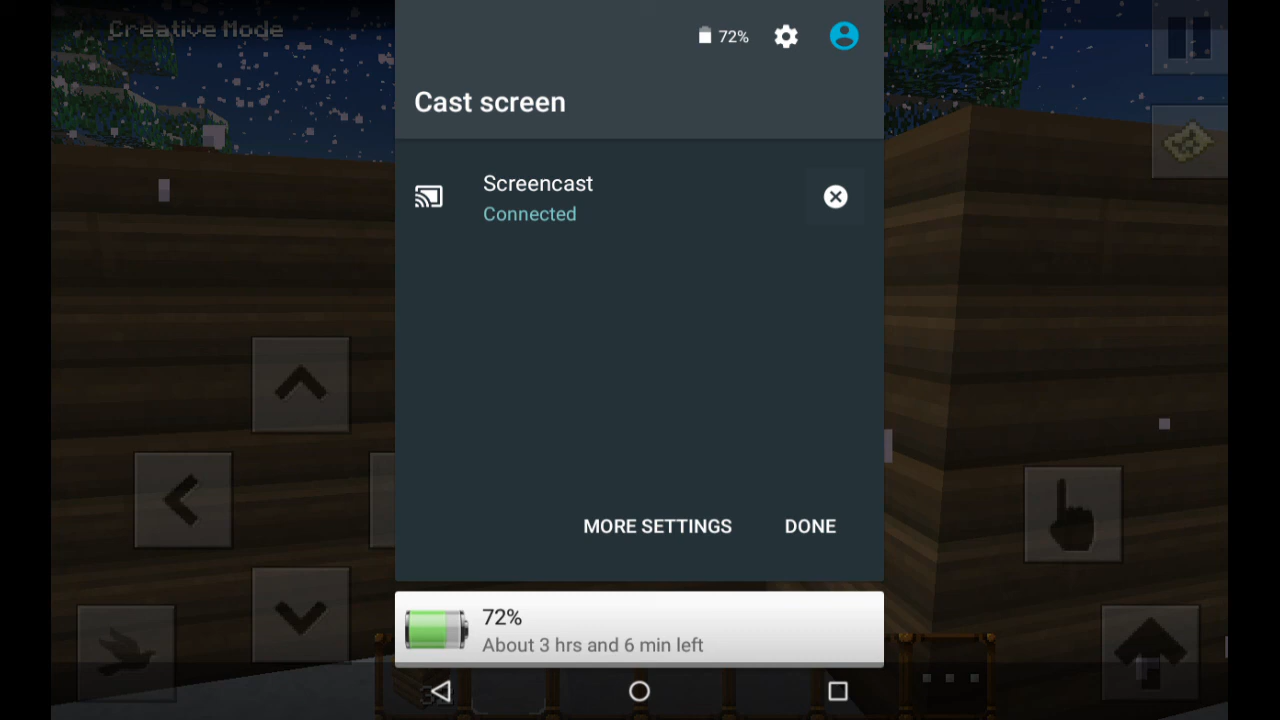 Creative Mode
72%
Cast screen
Screencast
Connected
MORE SETTINGS
DONE
72%
About 3 hrs and 6 min left